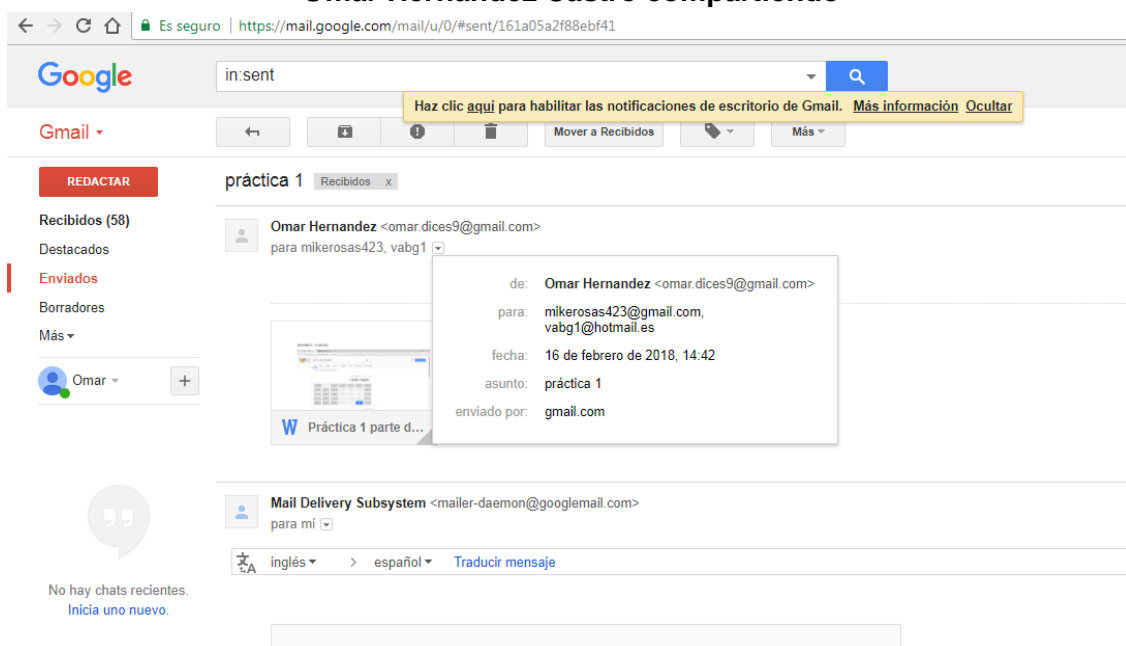 Omar Hernández Castro compartiendo
Es seguro | https://mail.google.com/mail/u/0/#sent/161a05a2f88ebf41
Google
in:sent
Haz clic aquí para habilitar las notificaciones de escritorio de Gmail. Más información Ocultar
Gmail
Mover a Recibidos
Más
REDACTAR
práctica 1 Recibidos x
Recibidos (58)
Destacados
Enviados
Borradores
Más
Omar
No hay chats recientes.
Inicia uno nuevo.
Omar Hernandez <omar.dices9@gmail.com>
para mikerosas423, vabg1
de: Omar Hernandez <omar.dices9@gmail.com>
para: mikerosas423@gmail.com,
vabg1@hotmail.es
fecha: 16 de febrero de 2018, 14:42
asunto: práctica 1
enviado por: gmail.com
W Práctica 1 parte d...
Mail Delivery Subsystem <mailer-daemon@googlemail.com>
para mí
inglés > español Traducir mensaje